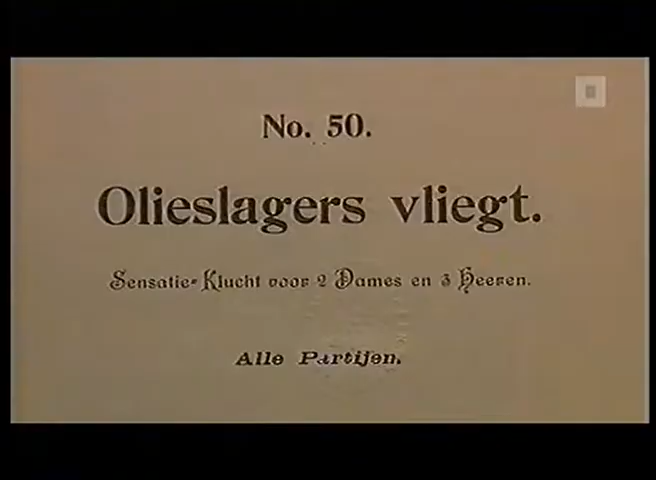 No. 50.
Olieslagers vliegt.
Sensatie-Klucht voor 2 Dames en 3 Heeren.
Alle Partijen.